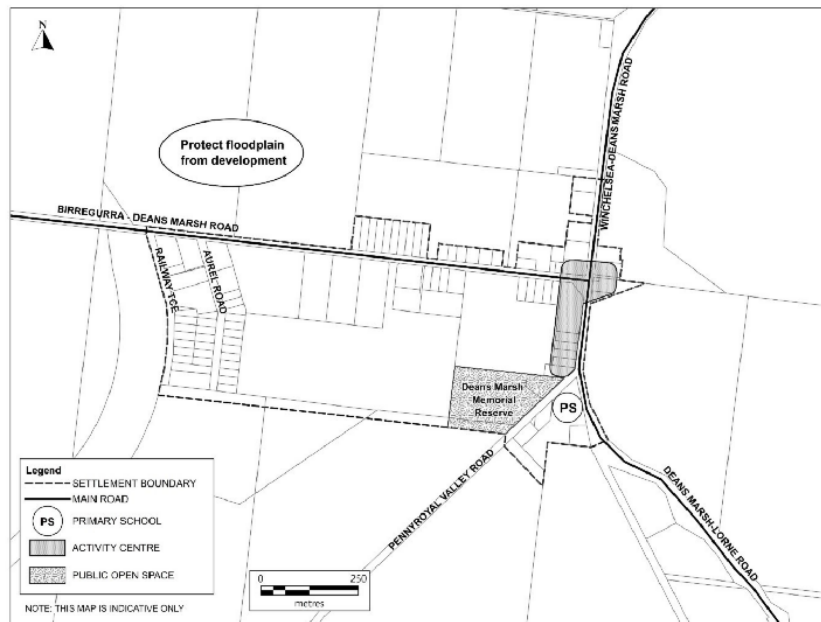 N
Protect floodplain
from development
WINCHELSEA-DEANS MARSH ROAD
BIRREGURRA - DEANS MARSH ROAD
RAILWAY TCE
AUREL ROAD
Deans Marsh
Memorial
Reserve
PS
PENNYROYAL VALLEY ROAD
DEANS MARSH-LORNE ROAD
Legend
SETTLEMENT BOUNDARY
MAIN ROAD
PS PRIMARY SCHOOL
ACTIVITY CENTRE
PUBLIC OPEN SPACE
NOTE: THIS MAP IS INDICATIVE ONLY
0 250
metres